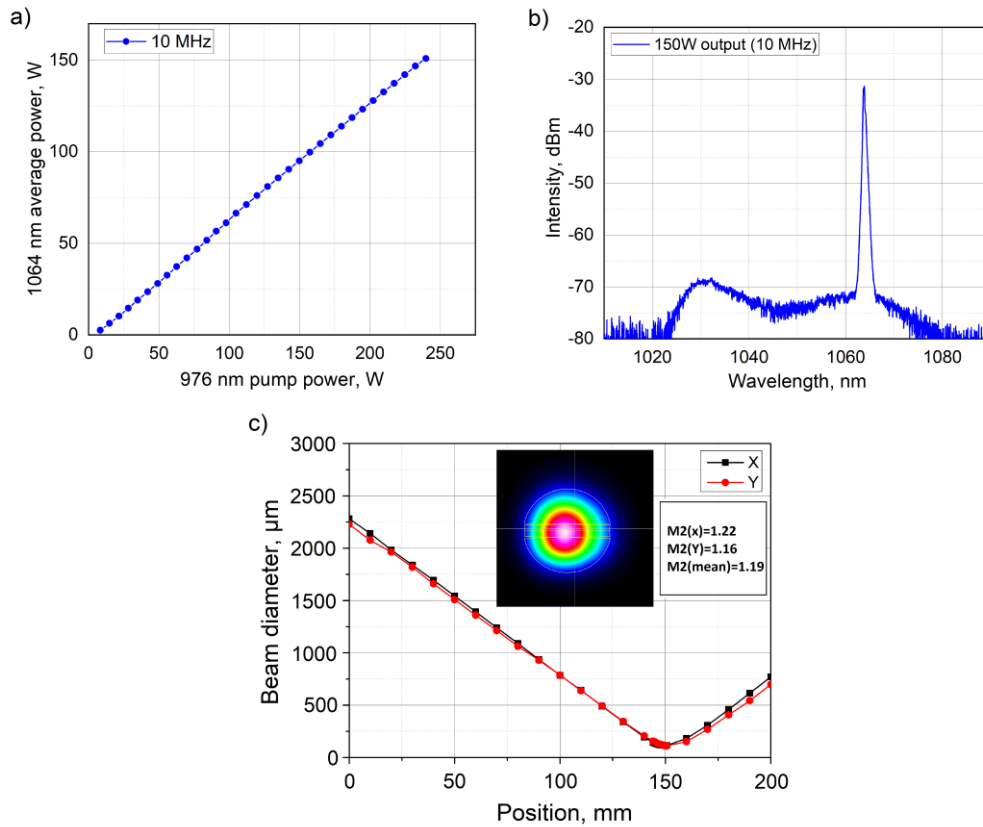 a)
10 MHz
150
100
50
0
1064 nm average power, W
0 50 100 150 200 250
976 nm pump power, W
b)
150W output (10 MHz)
-20
-30
-40
-50
-60
-70
-80
Intensity, dBm
1020 1040 1060 1080
Wavelength, nm
c)
3000
2500
2000
1500
1000
500
0
Beam diameter, µm
X
Y
M2(x)=1.22
M2(Y)=1.16
M2(mean)=1.19
0 50 100 150 200
Position, mm